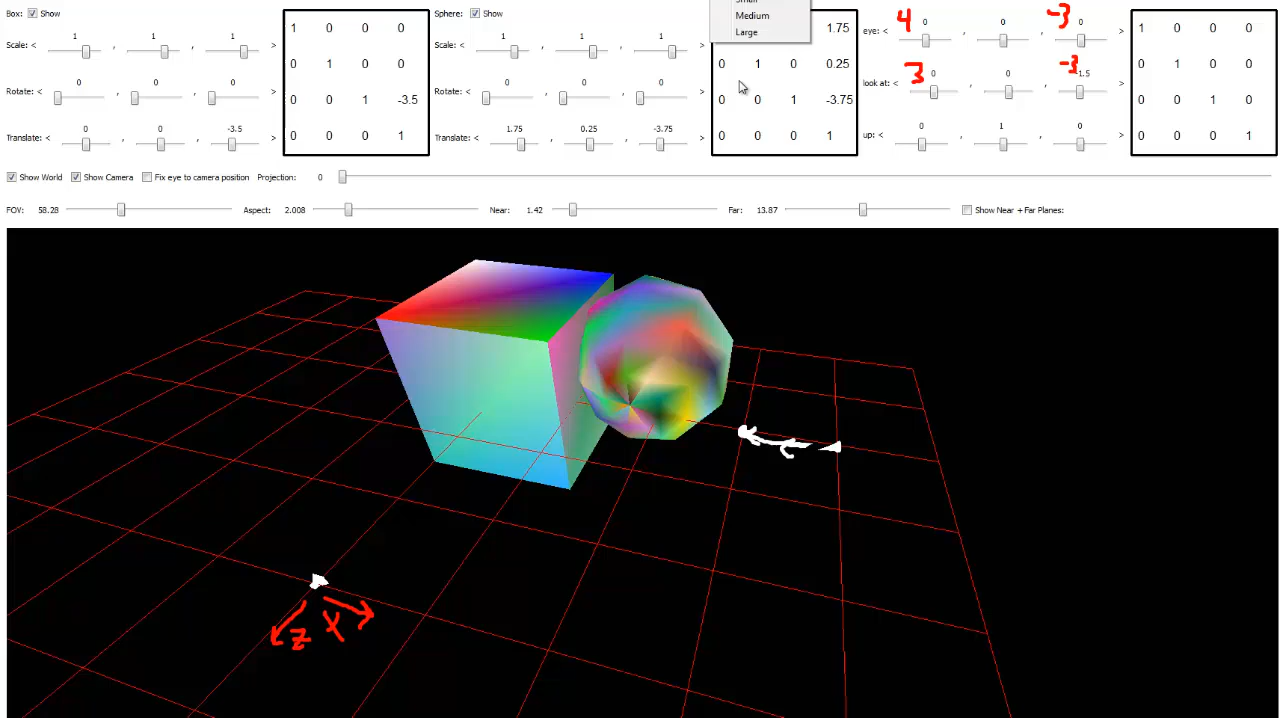 Box: Show
1 0 0 0
0 1 0 0
0 0 1 -3.5
0 0 0 1
Scale: < 1 , 1 , 1 >
Rotate: < 0 , 0 , 0
Translate: < 0 , 0 , -3.5 >
Sphere: Show
Scale: < 1 , 1 , 1 >
Rotate: < 0 , 0 , 0
Translate: < 1.75 , 0.25 , -3.75 >
Medium
Large
1.75
0 1 0 0.25
0 0 1 -3.75
0 0 0 1
4 -3
eye: < 0 , 0 , 0 >
3 -3
look at: < 0 , 0 , 1.5 >
up: < 0 , 1 , 0 >
1 0 0 0
0 1 0 0
0 0 1 0
0 0 0 1
Show World Show Camera Fix eye to camera position Projection: 0
FOV: 58.28 Aspect: 2.008 Near: 1.42 Far: 13.87 Show Near + Far Planes:
z x